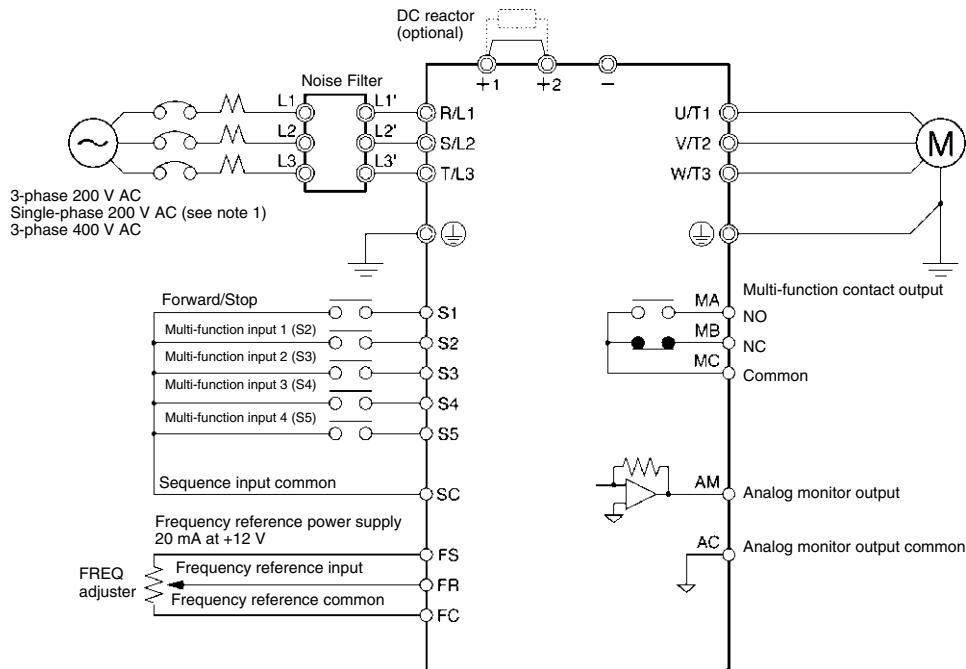 DC reactor
(optional)
+1
+2
−
Noise Filter
L1
L1'
R/L1
U/T1
L2
L2'
S/L2
V/T2
~
M
L3
L3'
T/L3
W/T3
3-phase 200 V AC
Single-phase 200 V AC (see note 1)
3-phase 400 V AC
Forward/Stop
S1
Multi-function input 1 (S2)
S2
Multi-function input 2 (S3)
S3
Multi-function input 3 (S4)
S4
Multi-function input 4 (S5)
S5
Sequence input common
SC
Multi-function contact output
MA
NO
MB
NC
MC
Common
AM
Analog monitor output
AC
Analog monitor output common
Frequency reference power supply
20 mA at +12 V
FS
FREQ
adjuster
Frequency reference input
FR
Frequency reference common
FC